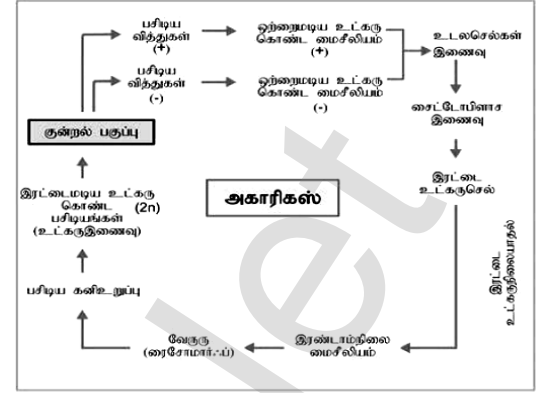 பசிடிய
வித்துகள்
(+)
ஒற்றைமடிய உட்கரு
கொண்ட மைசீலியம்
(+)
உடலசெல்கள்
இணைவு
பசிடிய
வித்துகள்
(-)
ஒற்றைமடிய உட்கரு
கொண்ட மைசீலியம்
(-)
சைட்டோபிளாச
இணைவு
குன்றல் பகுப்பு
இரட்டை
உட்கருசெல்
இரட்டைமடிய உட்கரு
கொண்ட (2n)
பசிடியங்கள்
(உட்கருஇணைவு)
அகாரிகஸ்
இரட்டை
உட்கருநிலையாதல்
பசிடிய கனிஉறுப்பு
வேருரு
(ரைசோமார்ஃப்)
இரண்டாம்நிலை
மைசீலியம்
let